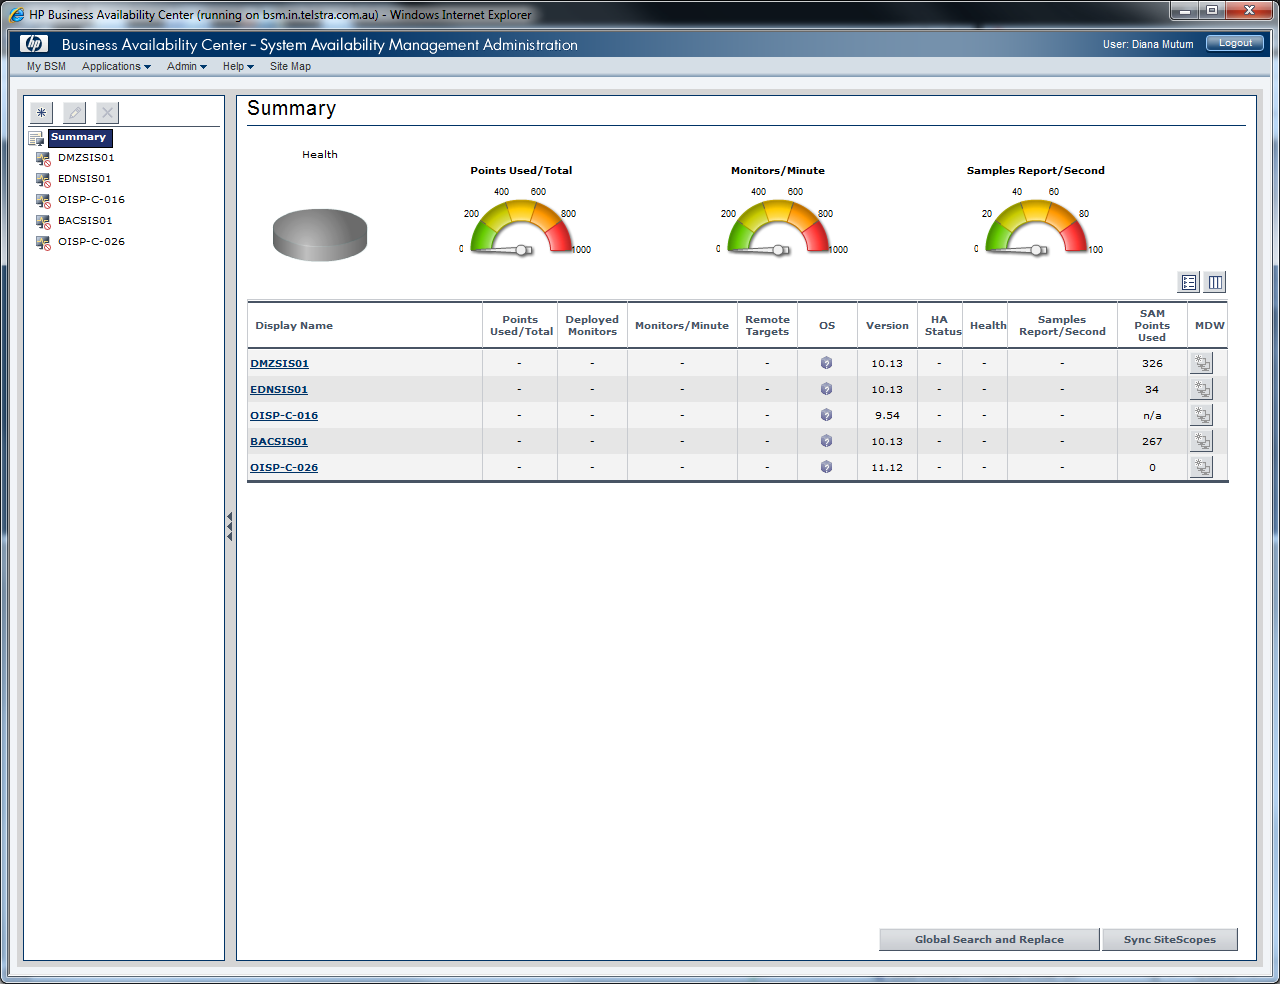 HP Business Availability Center (running on bsm.in.telstra.com.au) - Windows Internet Explorer
hp Business Availability Center - System Availability Management Administration User: Diana Mutum Logout
My BSM Applications Admin Help Site Map
Summary
DMZSIS01
EDNSIS01
OISP-C-016
BACSIS01
OISP-C-026
Summary
Health
Points Used/Total
0 200 400 600 800 1000
Monitors/Minute
0 200 400 600 800 1000
Samples Report/Second
0 20 40 60 80 100
Display Name Points Used/Total Deployed Monitors Monitors/Minute Remote Targets OS Version HA Status Health Samples Report/Second SAM Points Used MDW
DMZSIS01 - - - - ? 10.13 - - - 326
EDNSIS01 - - - - ? 10.13 - - - 34
OISP-C-016 - - - - ? 9.54 - - - n/a
BACSIS01 - - - - ? 10.13 - - - 267
OISP-C-026 - - - - ? 11.12 - - - 0
Global Search and Replace Sync SiteScopes